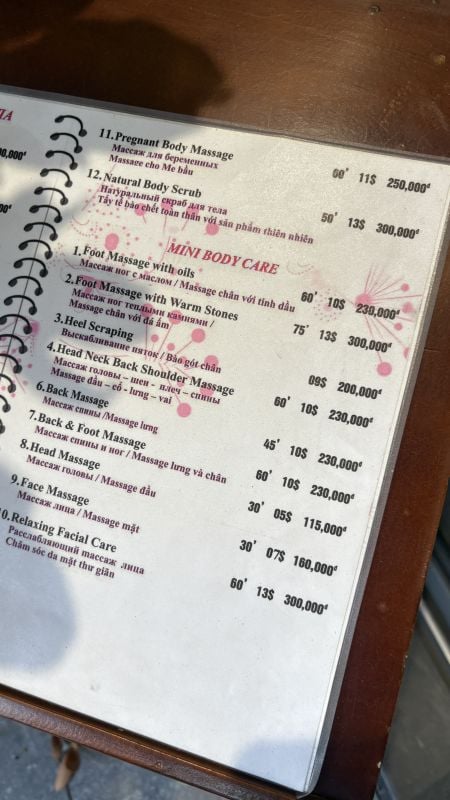 11.Pregnant Body Massage 60' 11$ 250,000đ
Массаж для беременных
Massage cho Mẹ bầu
12.Natural Body Scrub 50' 13$ 300,000đ
Натуральный скраб для тела
Tẩy tế bào chết toàn thân với sản phẩm thiên nhiên
MINI BODY CARE
1.Foot Massage with oils 60' 10$ 230,000đ
Массаж ног с маслом / Massage chân với tinh dầu
2.Foot Massage with Warm Stones 75' 13$ 300,000đ
Массаж ног теплыми камнями /
Massage chân với đá ấm
3.Heel Scraping 09$ 200,000đ
Выскабливание пяток / Bào gót chân
4.Head Neck Back Shoulder Massage 60' 10$ 230,000đ
Массаж головы – шеи - плеч – спины
Massage đầu – cổ - lưng – vai
6.Back Massage 45' 10$ 230,000đ
Массаж спины /Massage lưng
7.Back & Foot Massage 60' 10$ 230,000đ
Массаж спины и ног / Massage lưng và chân
8.Head Massage 30' 05$ 115,000đ
Массаж головы / Massage đầu
9.Face Massage 30' 07$ 160,000đ
Массаж лица / Massage mặt
10.Relaxing Facial Care 60' 13$ 300,000đ
Расслабляющий массаж лица
Chăm sóc da mặt thư giãn